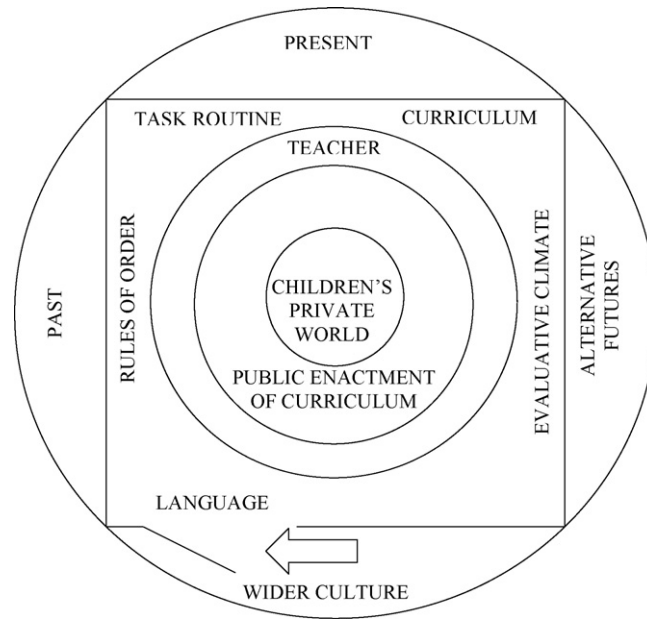 PRESENT
TASK ROUTINE
CURRICULUM
TEACHER
PAST
RULES OF ORDER
CHILDREN’S
PRIVATE
WORLD
EVALUATIVE CLIMATE
ALTERNATIVE
FUTURES
PUBLIC ENACTMENT
OF CURRICULUM
LANGUAGE
WIDER CULTURE